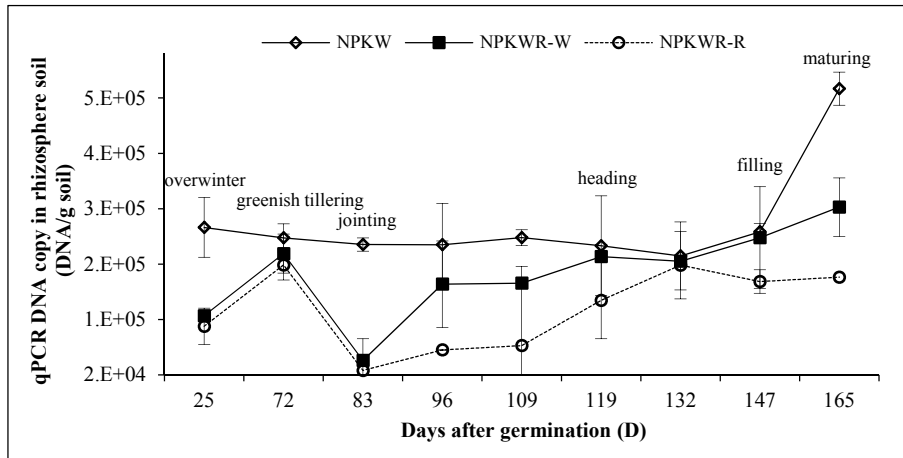 NPKW NPKWR-W NPKWR-R
maturing
5.E+05
4.E+05
filling
overwinter
heading
3.E+05
greenish tillering
jointing
2.E+05
1.E+05
2.E+04
qPCR DNA copy in rhizosphere soil
(DNA/g soil)
25 72 83 96 109 119 132 147 165
Days after germination (D)